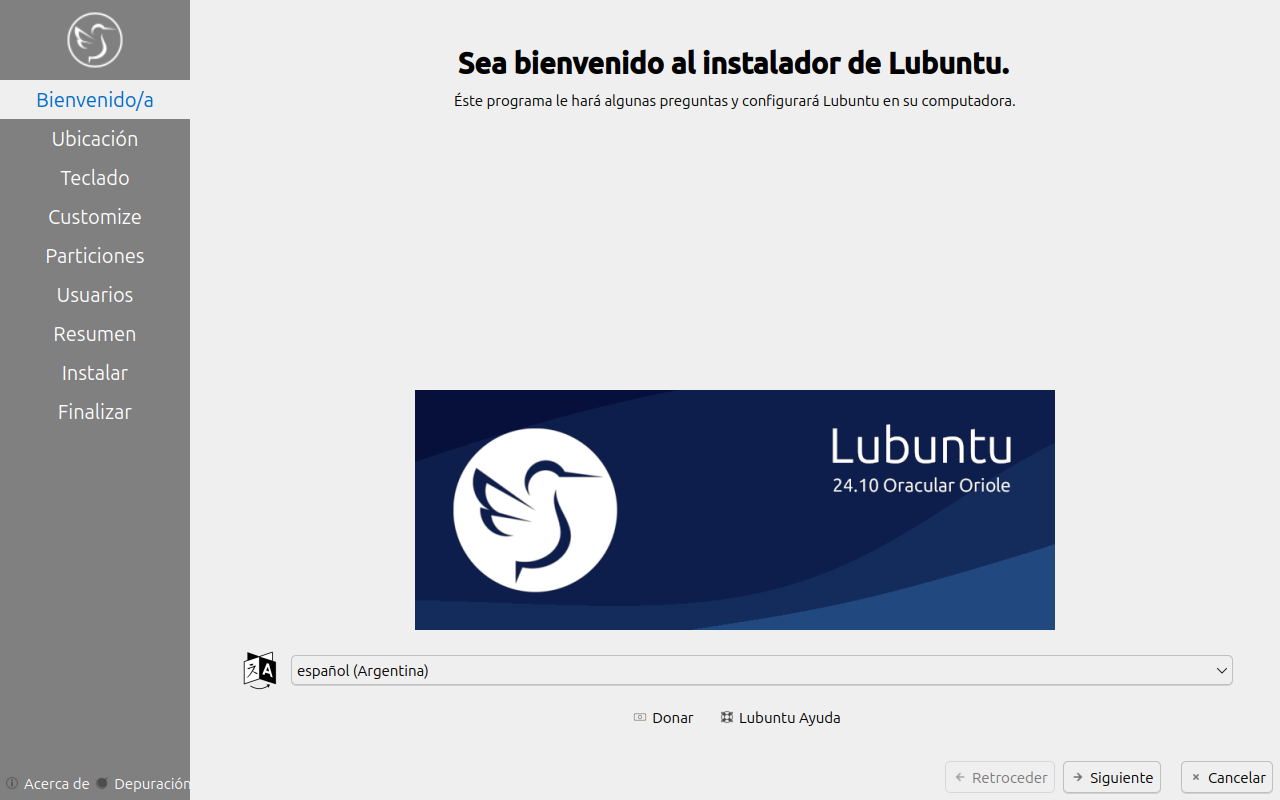 Bienvenido/a
Ubicación
Teclado
Customize
Particiones
Usuarios
Resumen
Instalar
Finalizar
Acerca de Depuración
Sea bienvenido al instalador de Lubuntu.
Éste programa le hará algunas preguntas y configurará Lubuntu en su computadora.
Lubuntu
24.10 Oracular Oriole
文 A
español (Argentina)
Donar Lubuntu Ayuda
Retroceder Siguiente Cancelar